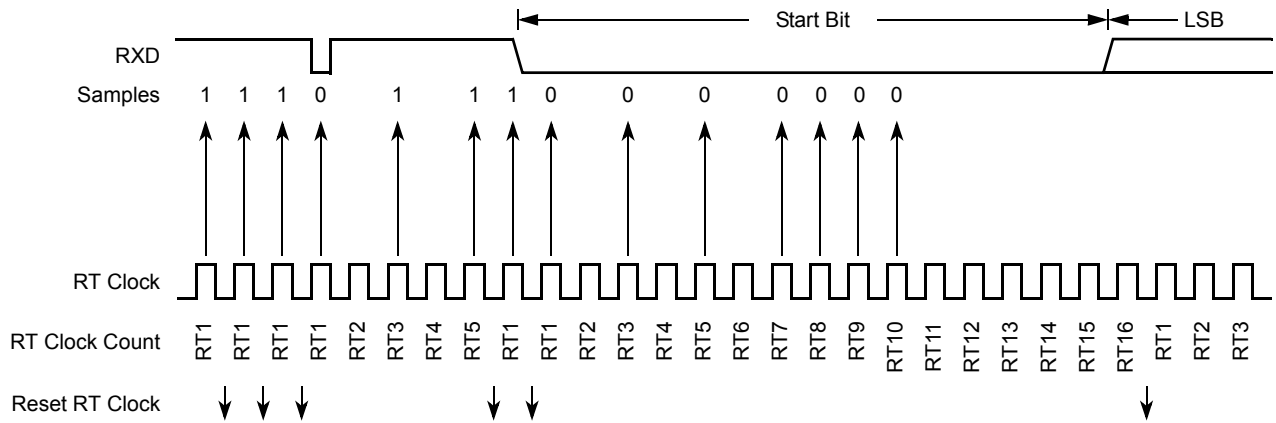 Start Bit LSB
RXD
Samples 1 1 1 0 1 1 1 0 0 0 0 0 0 0
RT Clock
RT Clock Count RT1 RT1 RT1 RT1 RT2 RT3 RT4 RT5 RT1 RT1 RT2 RT3 RT4 RT5 RT6 RT7 RT8 RT9 RT10 RT11 RT12 RT13 RT14 RT15 RT16 RT1 RT2 RT3
Reset RT Clock